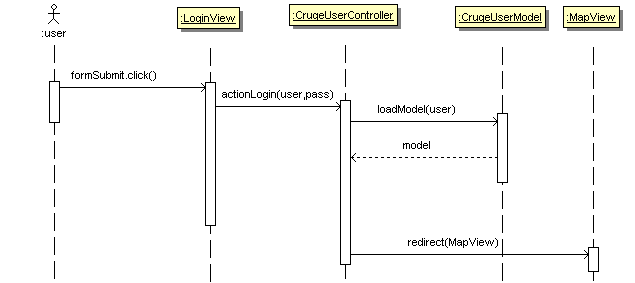 :user
:LoginView
:CrugeUserController
:CrugeUserModel
:MapView
formSubmit.click()
actionLogin(user,pass)
loadModel(user)
model
redirect(MapView)